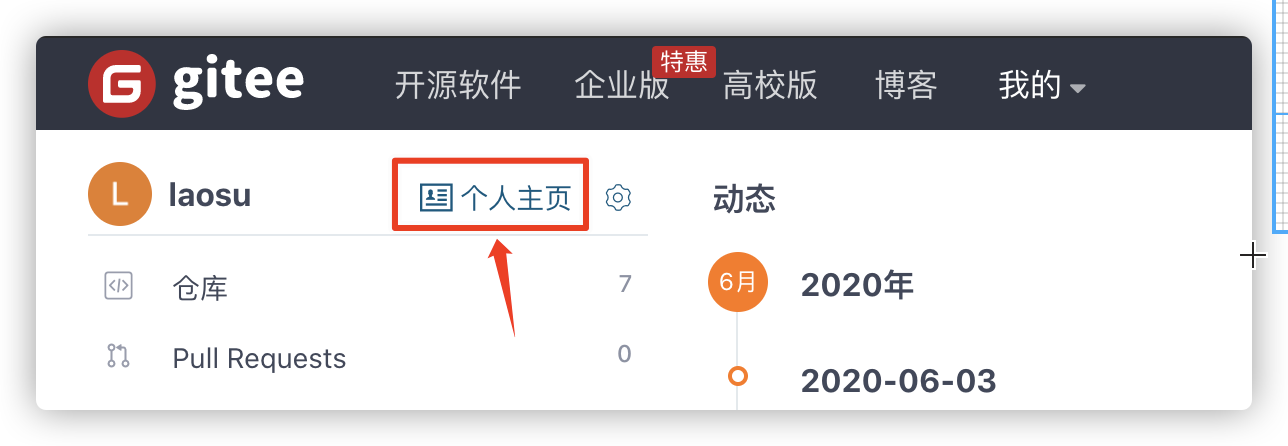 gitee 开源软件 企业版 特惠 高校版 博客 我的
L laosu 个人主页
动态
仓库 7
6月 2020年
Pull Requests 0
2020-06-03